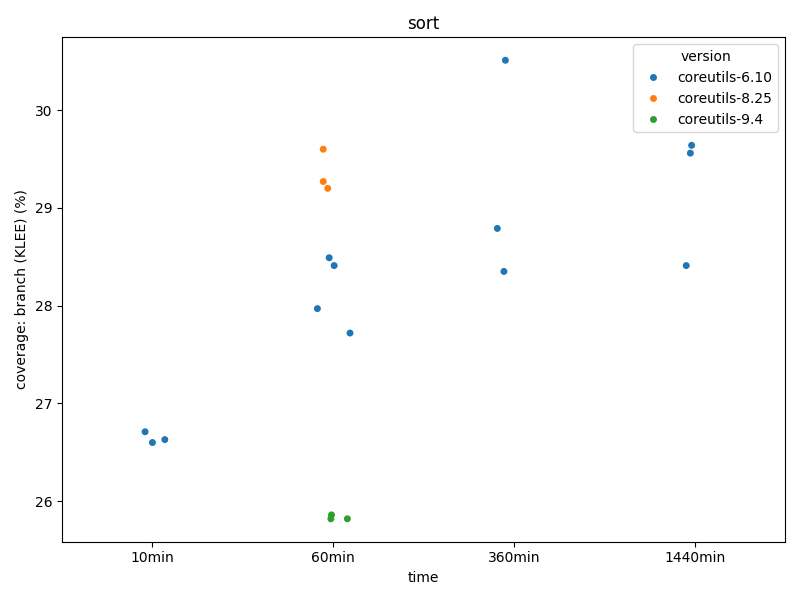 sort
version
coreutils-6.10
coreutils-8.25
coreutils-9.4
coverage: branch (KLEE) (%)
30
29
28
27
26
10min
60min
360min
1440min
time